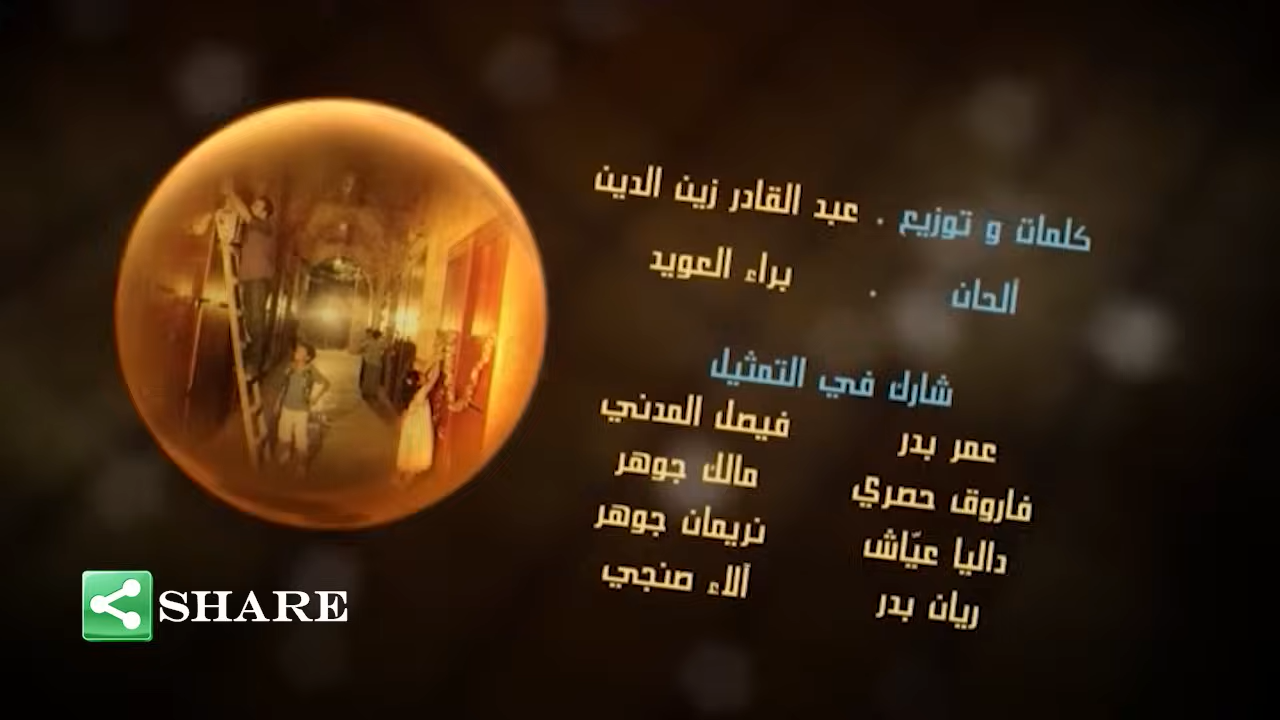 كلمات و توزيع . عبد القادر زين الدين
ألحان . براء العويد
شارك في التمثيل
عمر بدر فيصل المدني
فاروق حصري مالك جوهر
داليا عيّاش نريمان جوهر
ريان بدر آلاء صنجي
SHARE